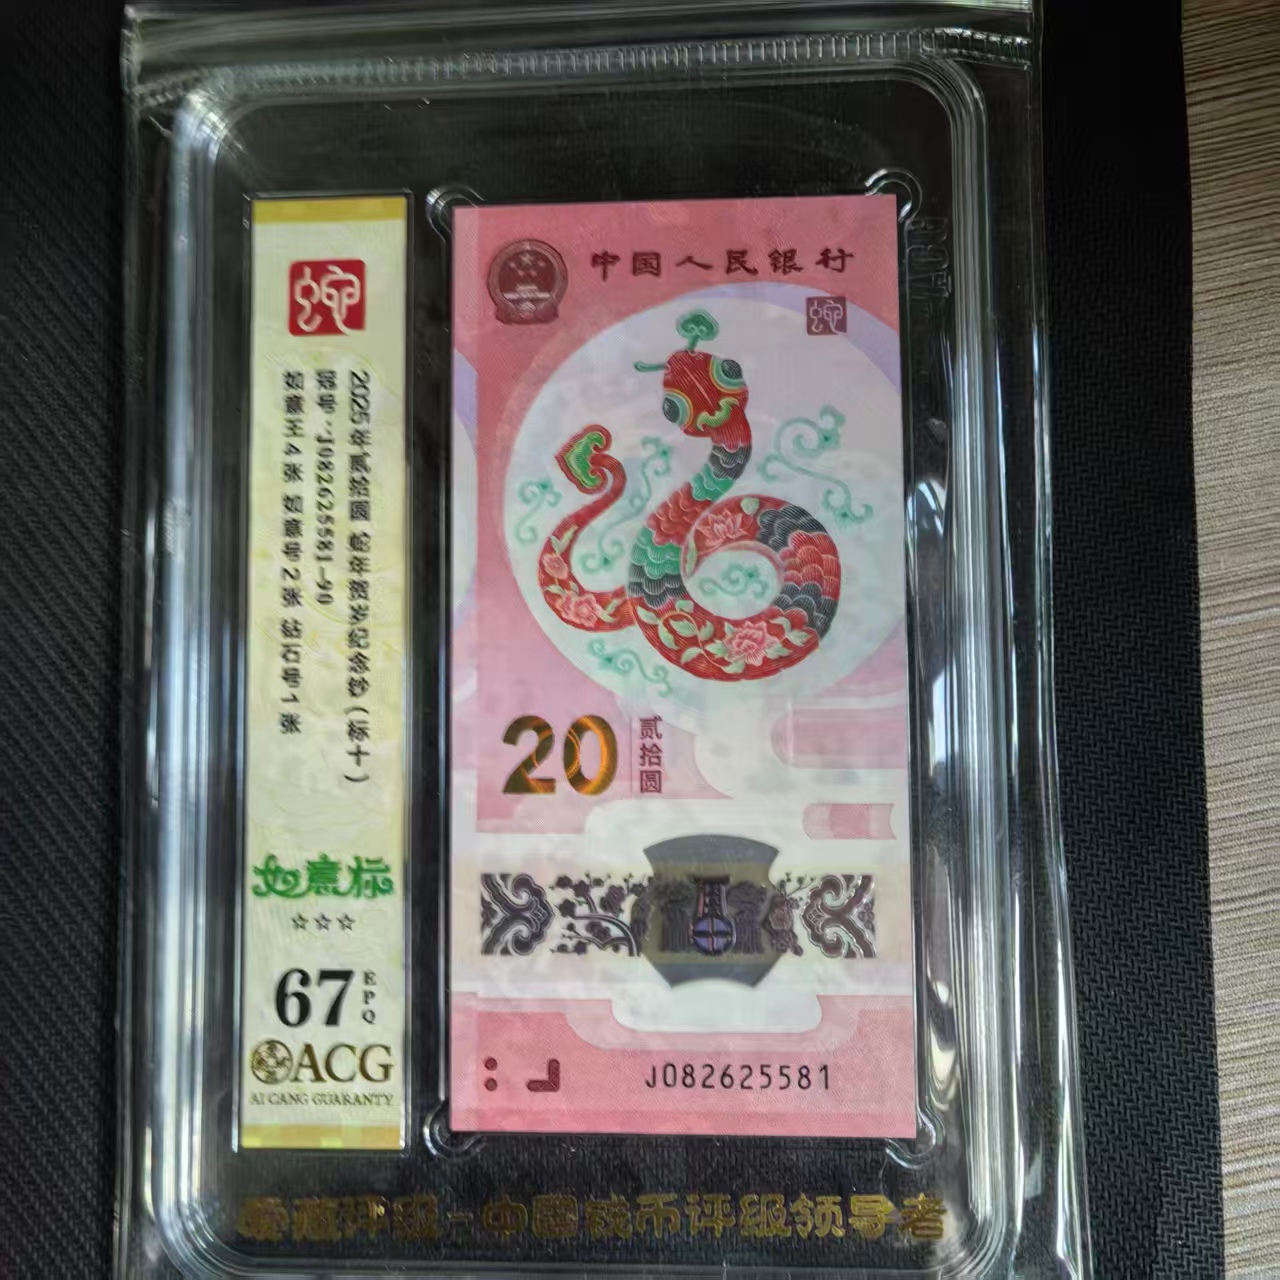 蛇
2025年贰拾圆 蛇年贺岁纪念钞（标十）
冠号：J082625581-90
如意王4张 如意号2张 钻石号1张
如意标
☆☆☆
67
EPQ
ACG
AI CANG GUARANTY
中国人民银行
蛇
20
贰拾圆
J082625581
爱藏评级-中国钱币评级领导者